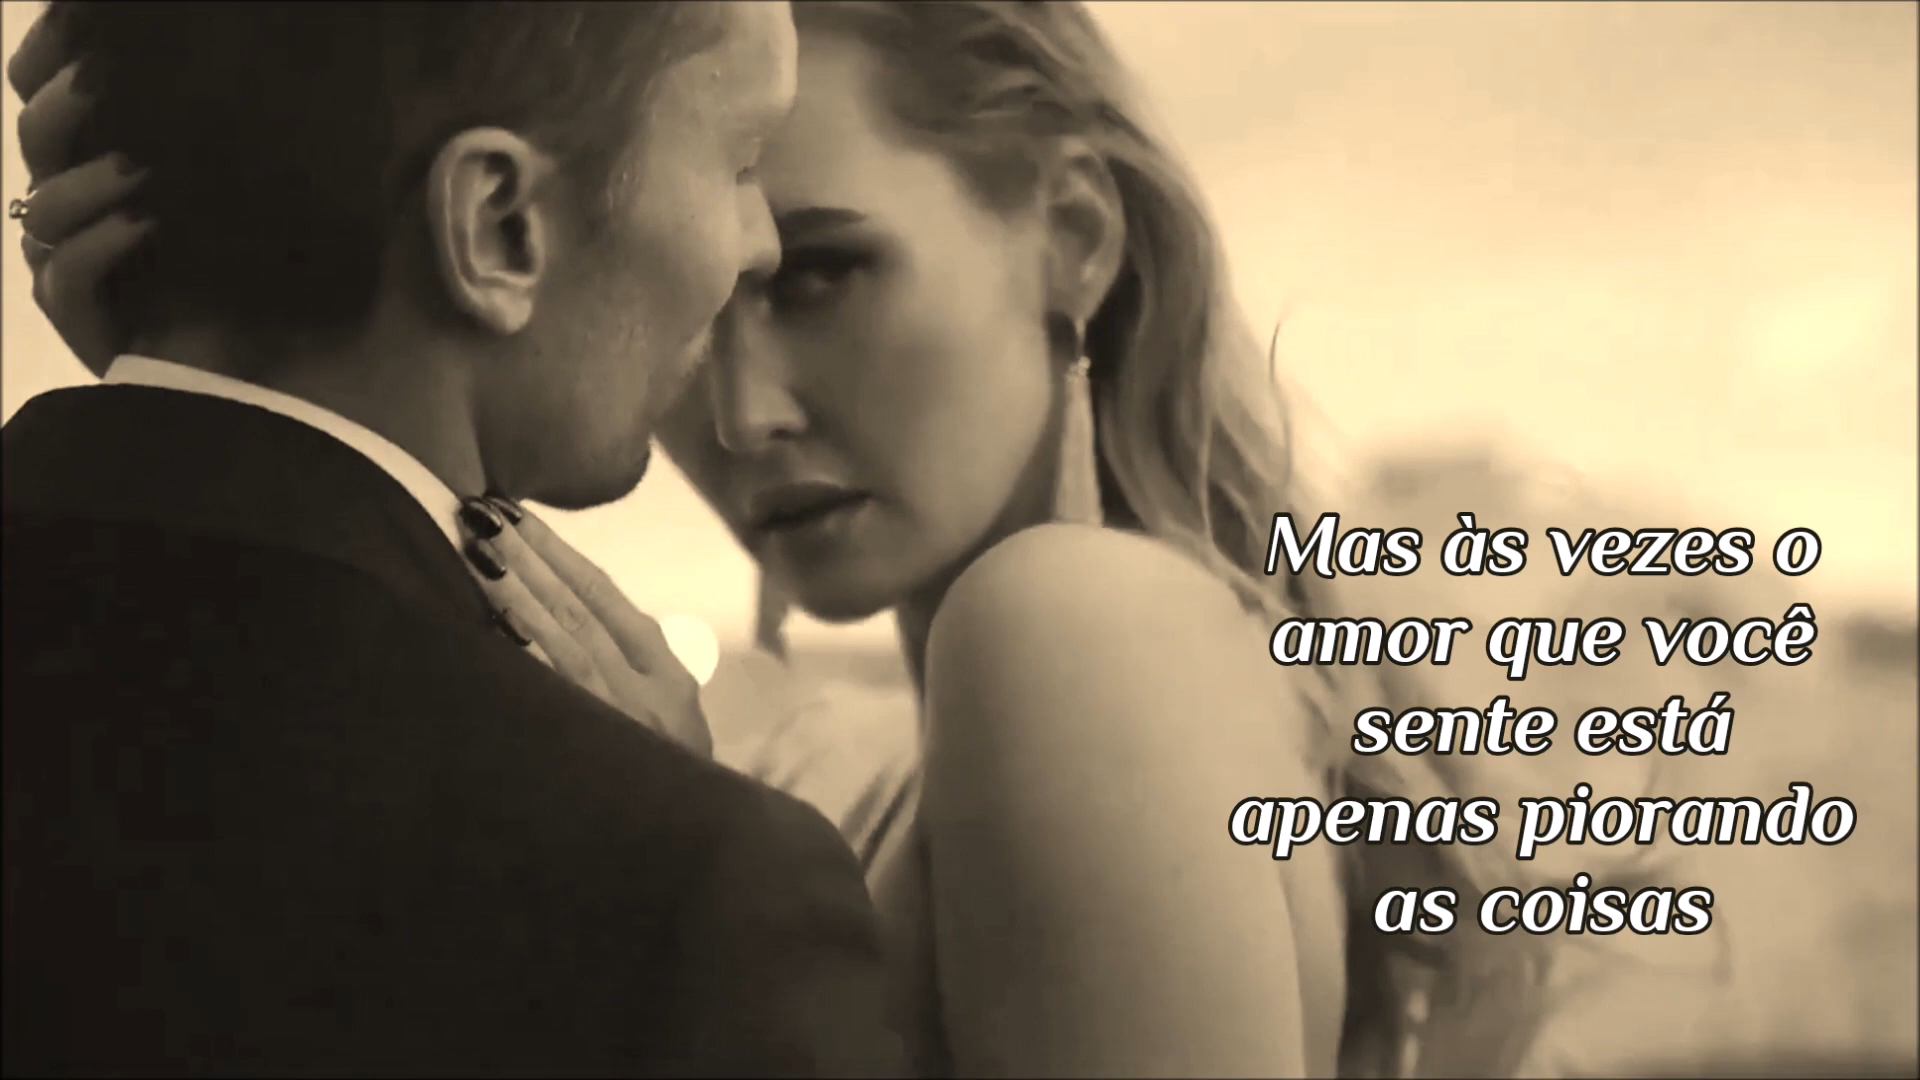 Mas às vezes o
amor que você
sente está
apenas piorando
as coisas